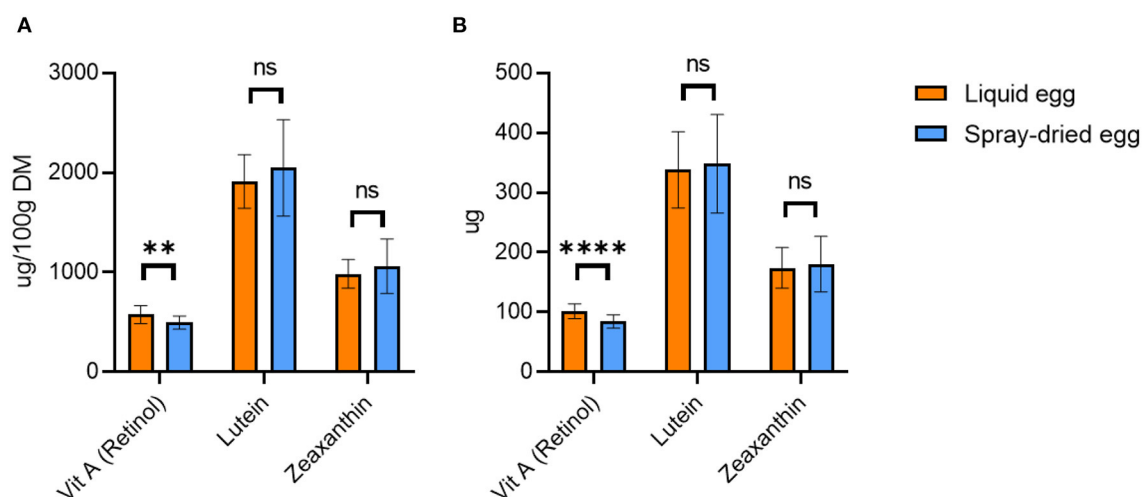 A
ug/100g DM
3000
2000
1000
0
**
ns
ns
Vit A (Retinol)
Lutein
Zeaxanthin
B
ug
500
400
300
200
100
0
****
ns
ns
Vit A (Retinol)
Lutein
Zeaxanthin
Liquid egg
Spray-dried egg